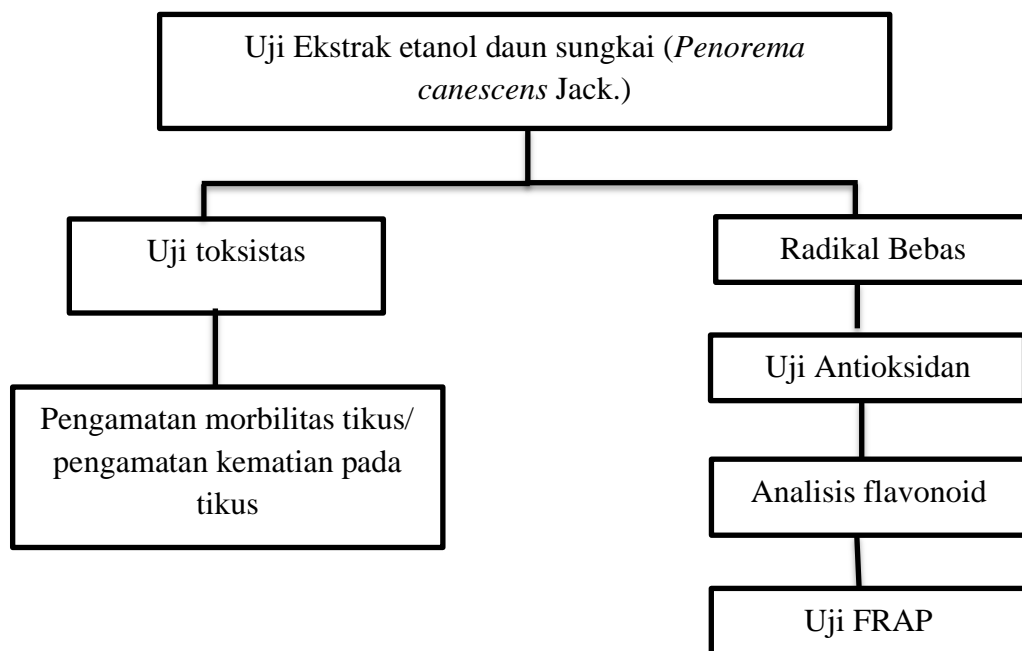 Uji Ekstrak etanol daun sungkai (Penorema
canescens Jack.)
Uji toksistas
Pengamatan morbilitas tikus/
pengamatan kematian pada
tikus
Radikal Bebas
Uji Antioksidan
Analisis flavonoid
Uji FRAP